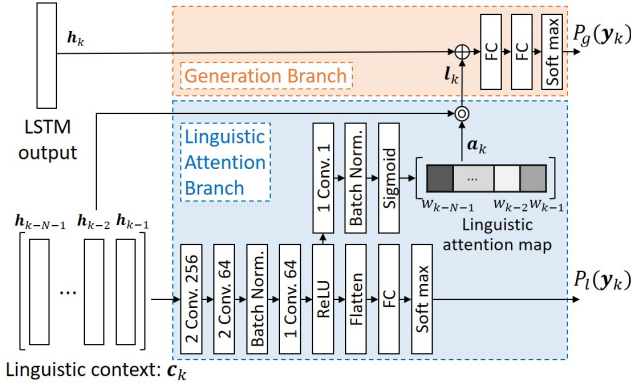 h_k
P_g(y_k)
FC
FC
Soft max
Generation Branch
l_k
LSTM
output
Linguistic
Attention
Branch
a_k
1 Conv. 1
Batch Norm.
Sigmoid
...
w_{k-N-1} w_{k-2} w_{k-1}
Linguistic
attention map
h_{k-N-1} h_{k-2} h_{k-1}
...
2 Conv. 256
2 Conv. 64
Batch Norm.
1 Conv. 64
ReLU
Flatten
FC
Soft max
P_l(y_k)
Linguistic context: c_k